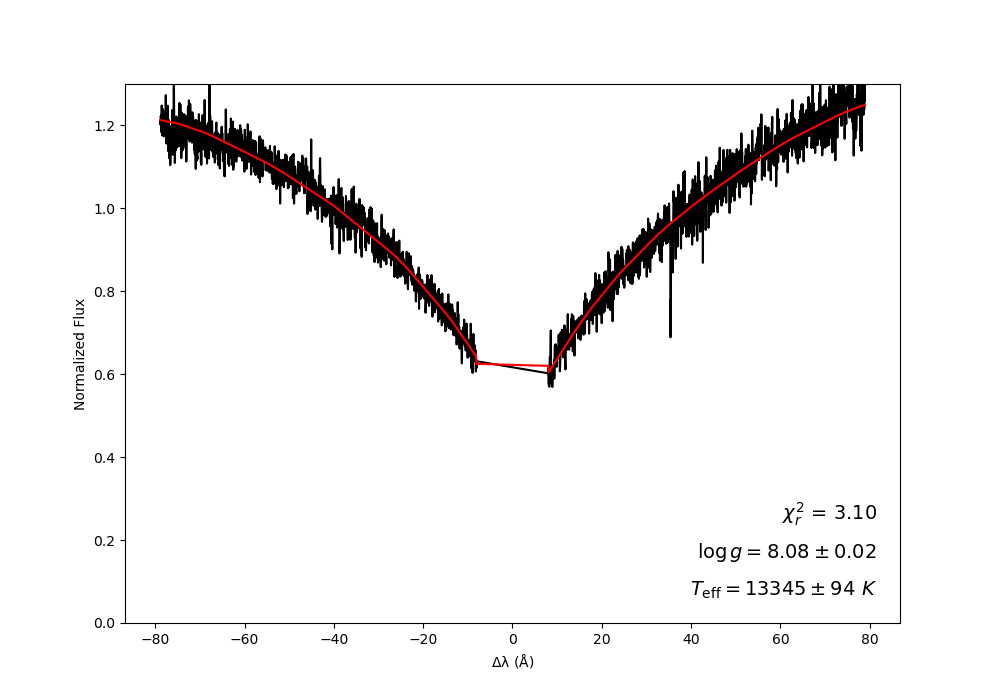 1.2
1.0
0.8
0.6
0.4
0.2
0.0
Normalized Flux
χ²ᵣ = 3.10
log g = 8.08 ± 0.02
T_eff = 13345 ± 94 K
−80 −60 −40 −20 0 20 40 60 80
Δλ (Å)